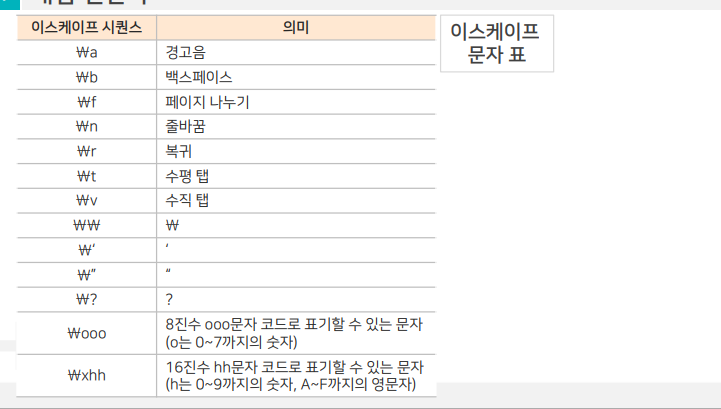 이스케이프 시퀀스 의미
₩a 경고음
₩b 백스페이스
₩f 페이지 나누기
₩n 줄바꿈
₩r 복귀
₩t 수평 탭
₩v 수직 탭
₩₩ ₩
₩‘ ‘
₩” “
₩? ?
₩ooo 8진수 ooo문자 코드로 표기할 수 있는 문자
(o는 0~7까지의 숫자)
₩xhh 16진수 hh문자 코드로 표기할 수 있는 문자
(h는 0~9까지의 숫자, A~F까지의 영문자)
이스케이프
문자 표